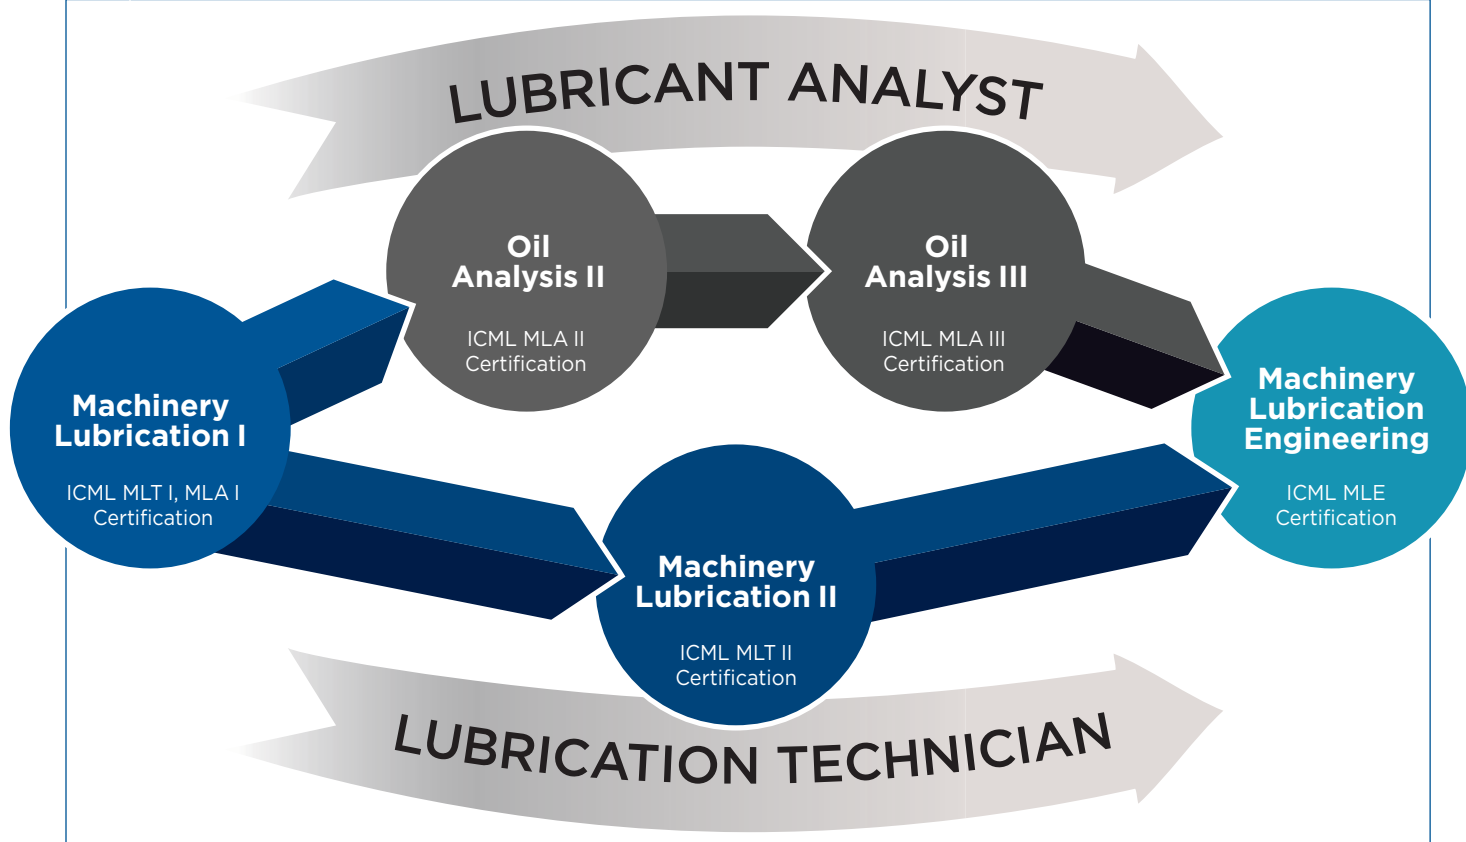 LUBRICANT ANALYST
Oil
Analysis II
ICML MLA II
Certification
Oil
Analysis III
ICML MLA III
Certification
Machinery
Lubrication I
ICML MLT I, MLA I
Certification
Machinery
Lubrication II
ICML MLT II
Certification
Machinery
Lubrication
Engineering
ICML MLE
Certification
LUBRICATION TECHNICIAN